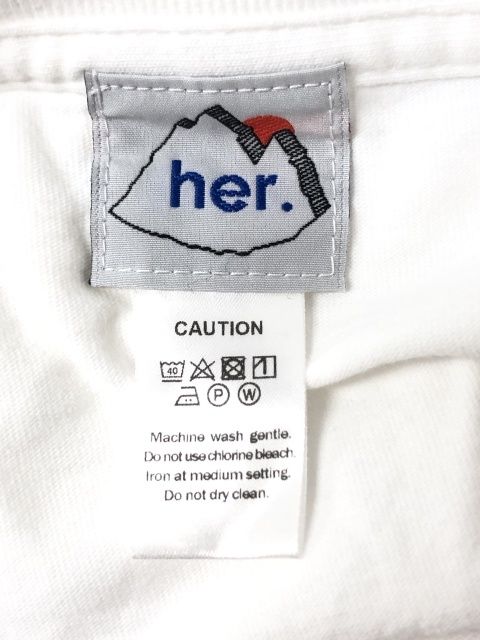 her.
CAUTION
40
P W
Machine wash gentle.
Do not use chlorine bleach.
Iron at medium setting.
Do not dry clean.